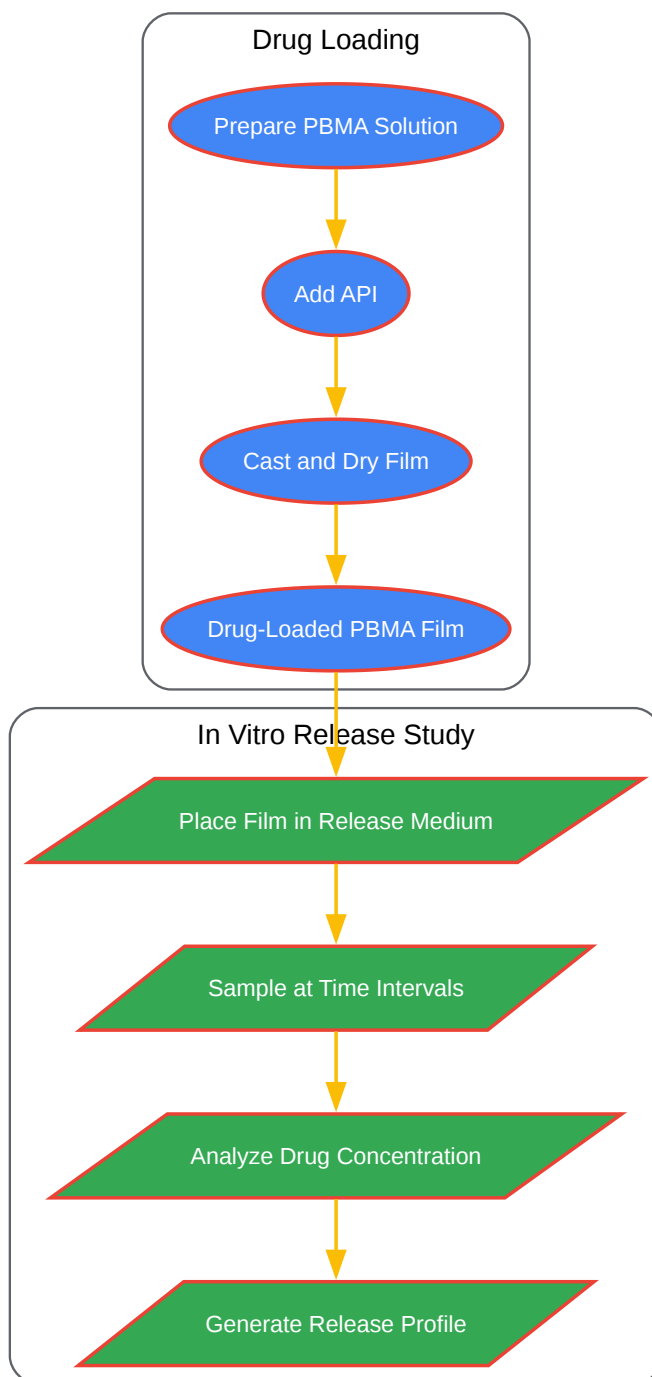 Drug Loading
Prepare PBMA Solution
Add API
Cast and Dry Film
Drug-Loaded PBMA Film
In Vitro Release Study
Place Film in Release Medium
Sample at Time Intervals
Analyze Drug Concentration
Generate Release Profile